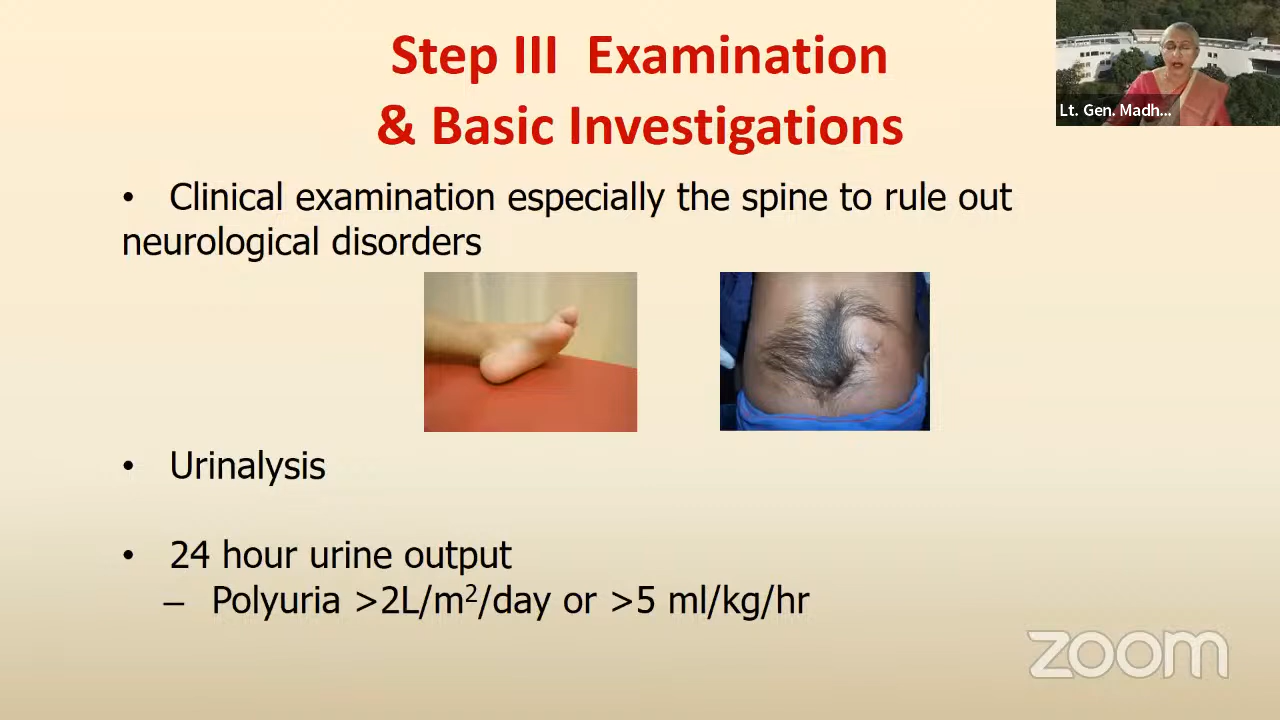 Step III  Examination
& Basic Investigations
Lt. Gen. Madh...
• Clinical examination especially the spine to rule out
neurological disorders
• Urinalysis
• 24 hour urine output
– Polyuria >2L/m²/day or >5 ml/kg/hr
zoom